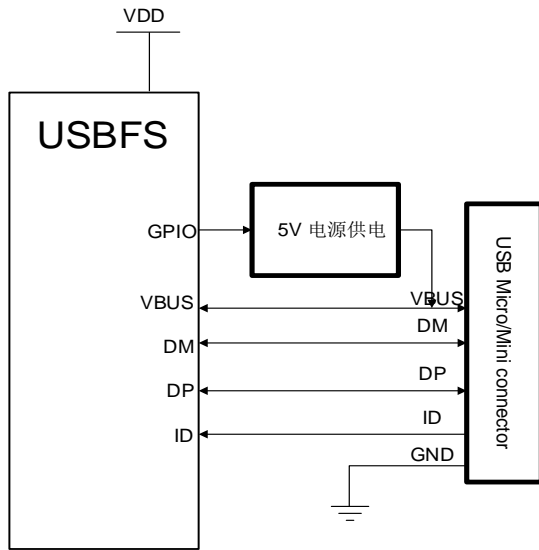 VDD
USBFS
GPIO
5V 电源供电
VBUS
VBUS
DM
DM
DP
DP
ID
ID
GND
USB Micro/Mini connector